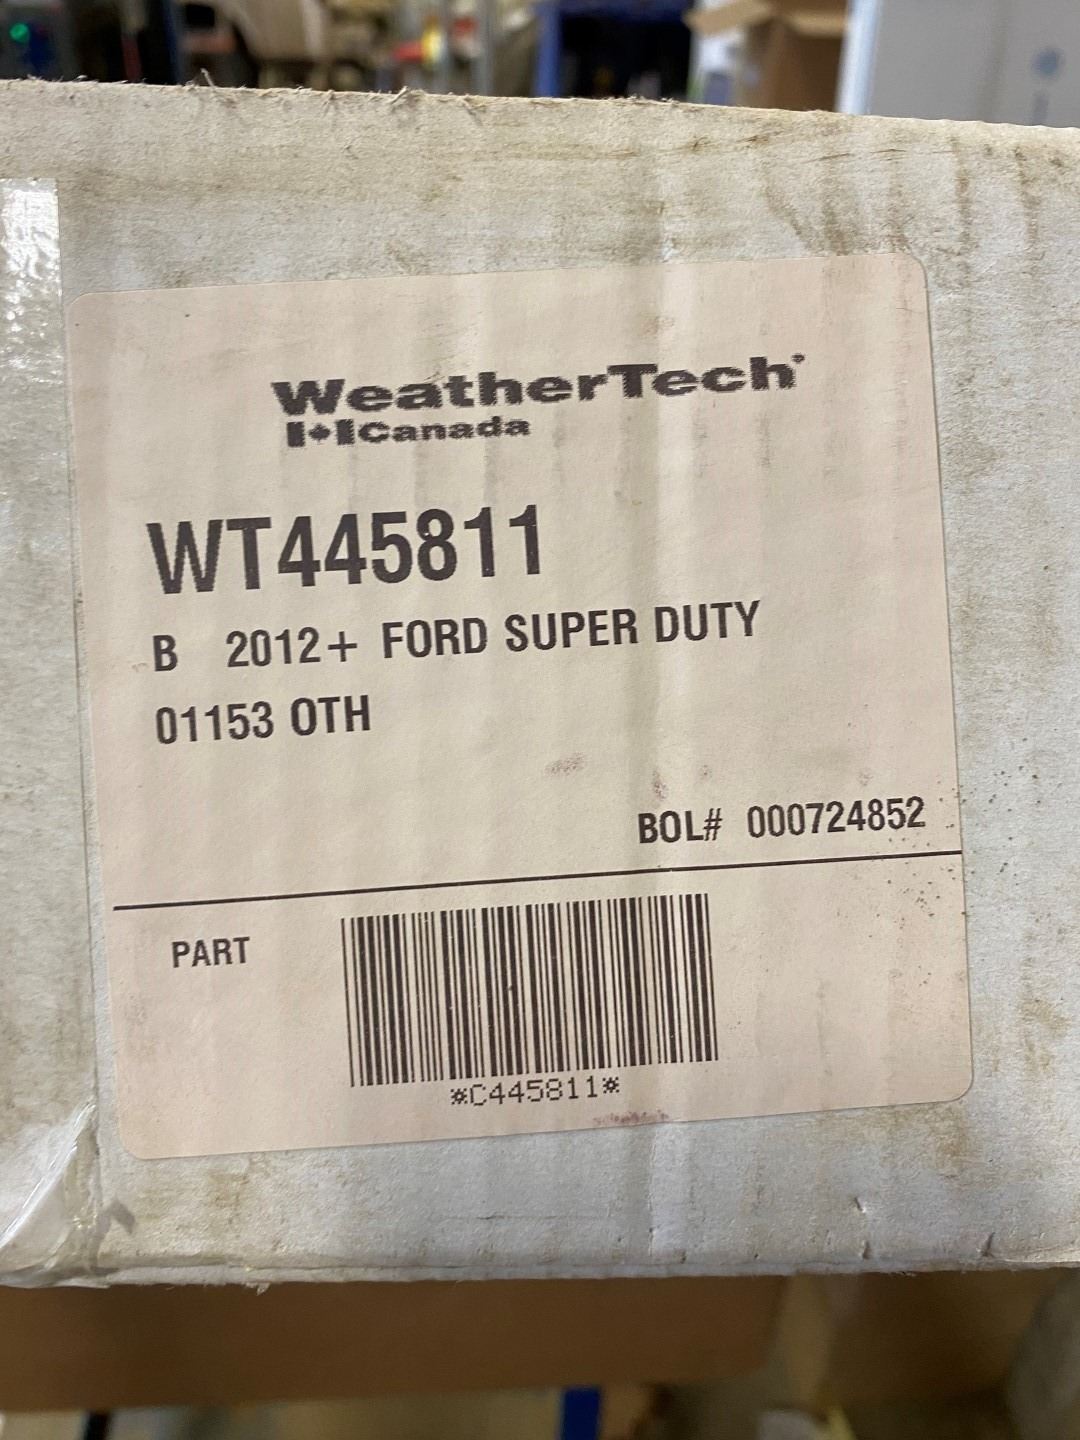 WeatherTech®
Canada
WT445811
B 2012+ FORD SUPER DUTY
01153 OTH
BOL# 000724852
PART
*C445811*